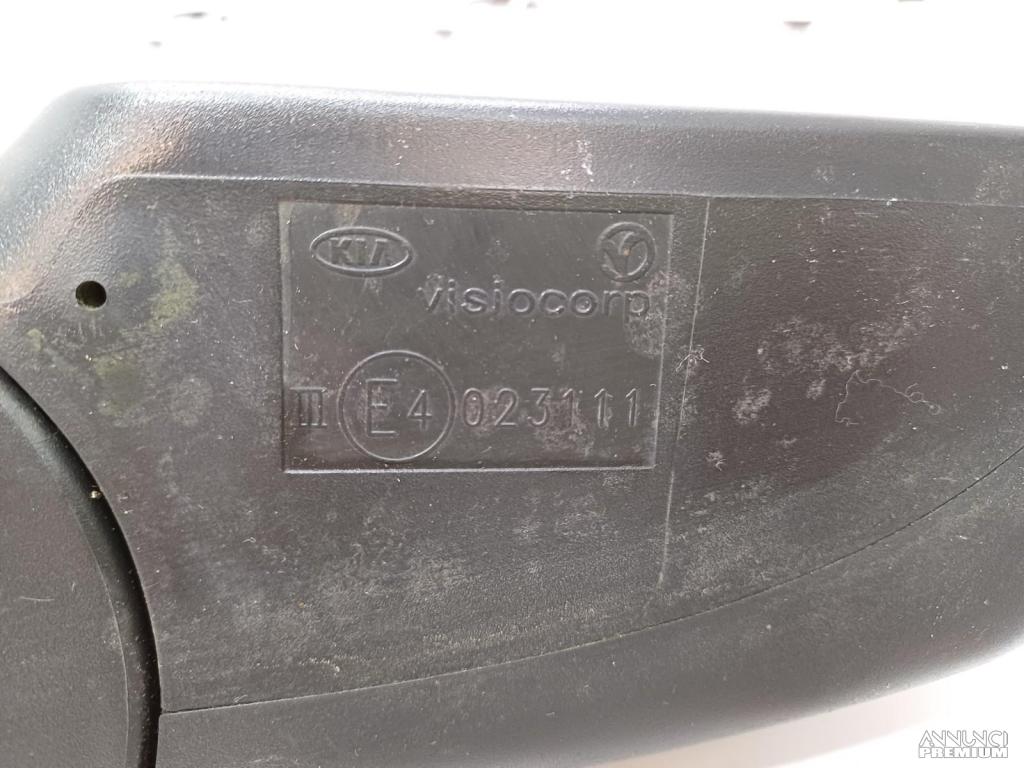 KIA
visiocorp
III E4 023111
ANNUNCI
PREMIUM